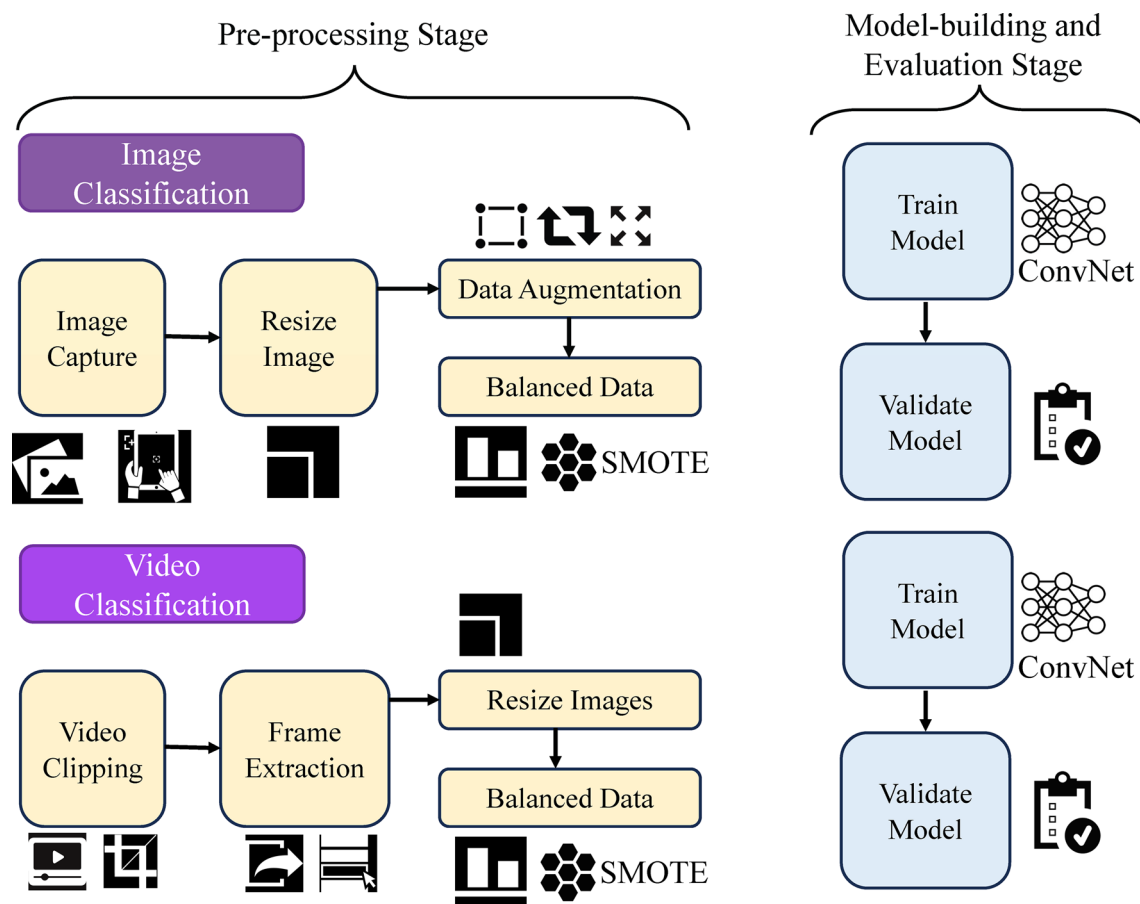 Pre-processing Stage
Model-building and
Evaluation Stage
Image
Classification
Image
Capture
Resize
Image
Data Augmentation
Balanced Data
SMOTE
Train
Model
ConvNet
Validate
Model
Video
Classification
Video
Clipping
Frame
Extraction
Resize Images
Balanced Data
SMOTE
Train
Model
ConvNet
Validate
Model